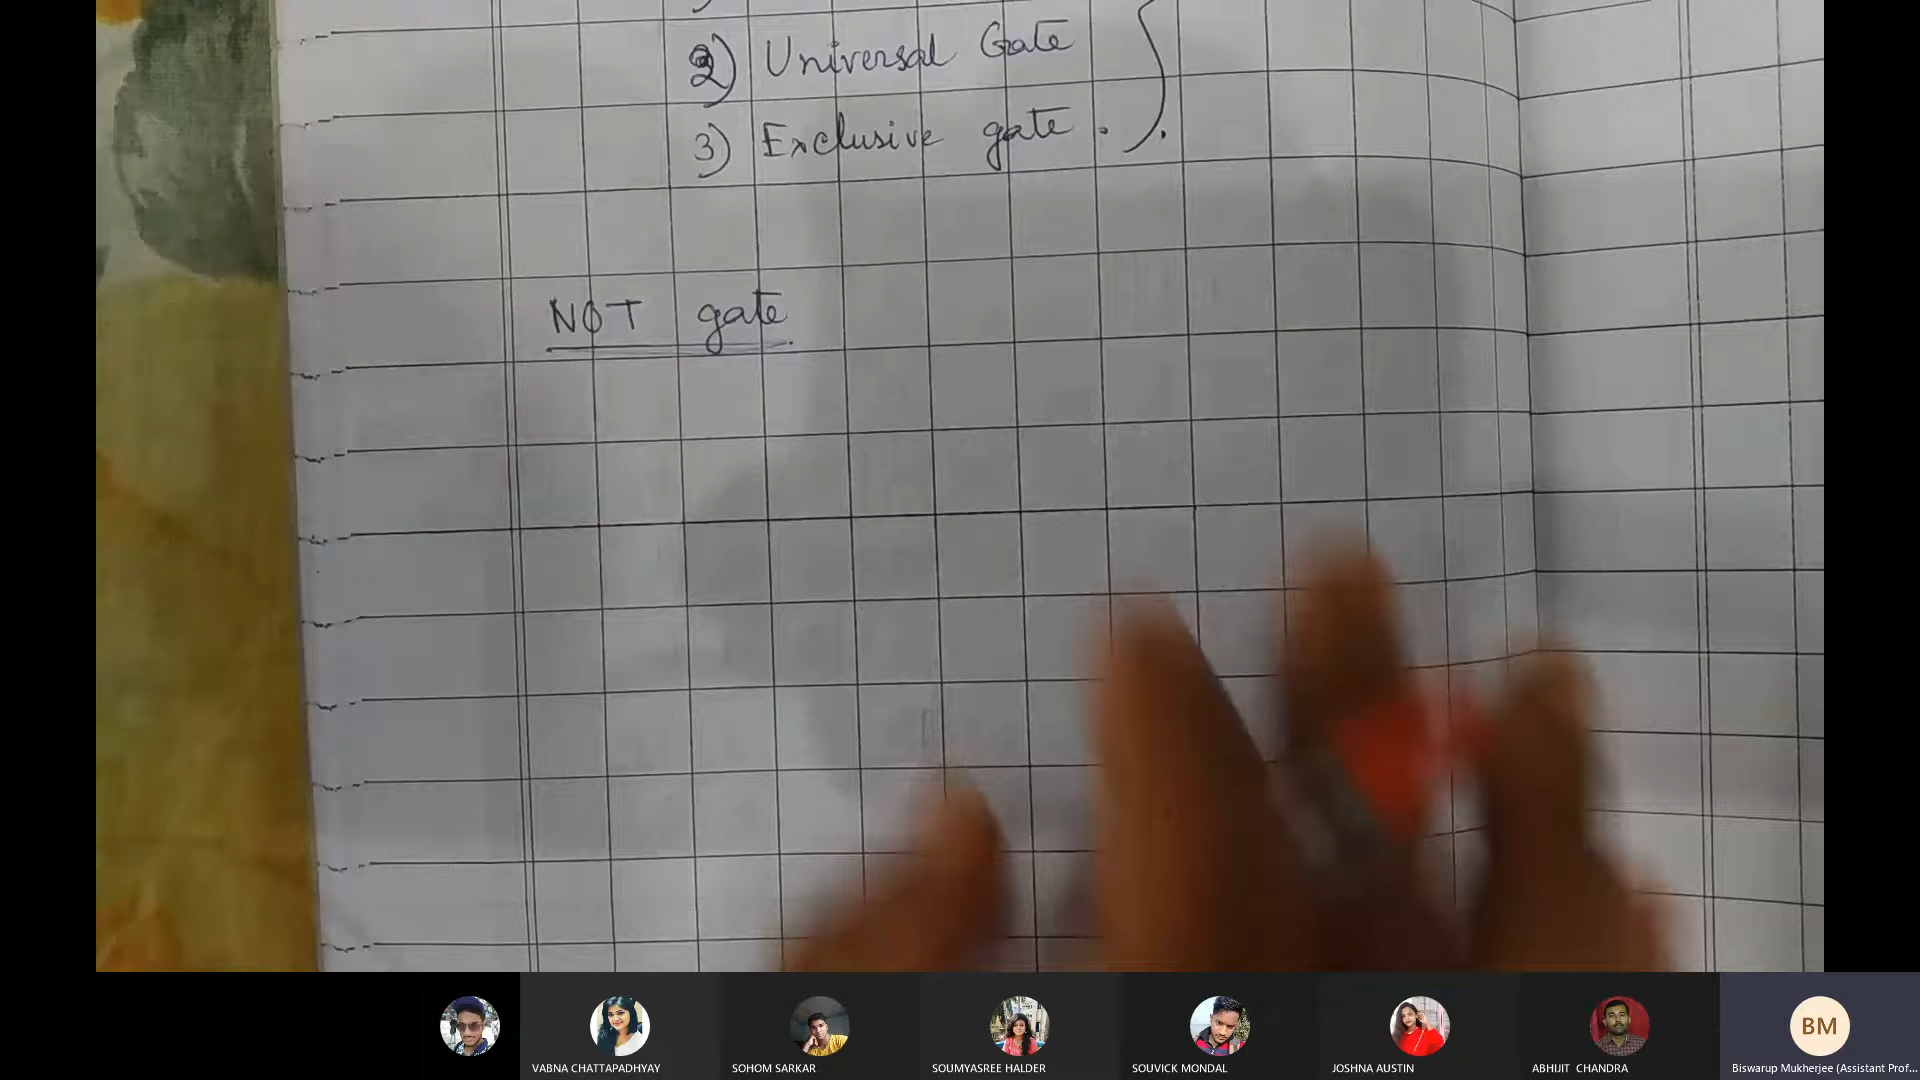 2) Universal Gate
3) Exclusive gate.
NOT gate.
VABNA CHATTAPADHYAY
SOHOM SARKAR
SOUMYASREE HALDER
SOUVICK MONDAL
JOSHNA AUSTIN
ABHIJIT CHANDRA
BM
Biswarup Mukherjee (Assistant Prof...